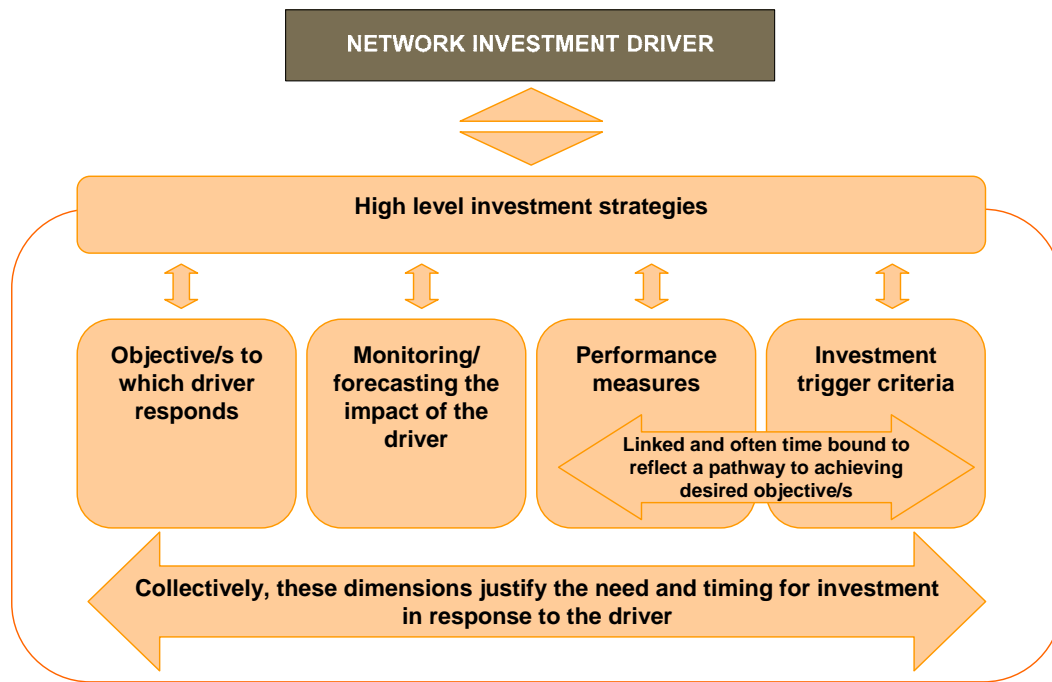 NETWORK INVESTMENT DRIVER
High level investment strategies
Objective/s to
which driver
responds
Monitoring/
forecasting the
impact of the
driver
Performance
measures
Investment
trigger criteria
Linked and often time bound to
reflect a pathway to achieving
desired objective/s
Collectively, these dimensions justify the need and timing for investment
in response to the driver